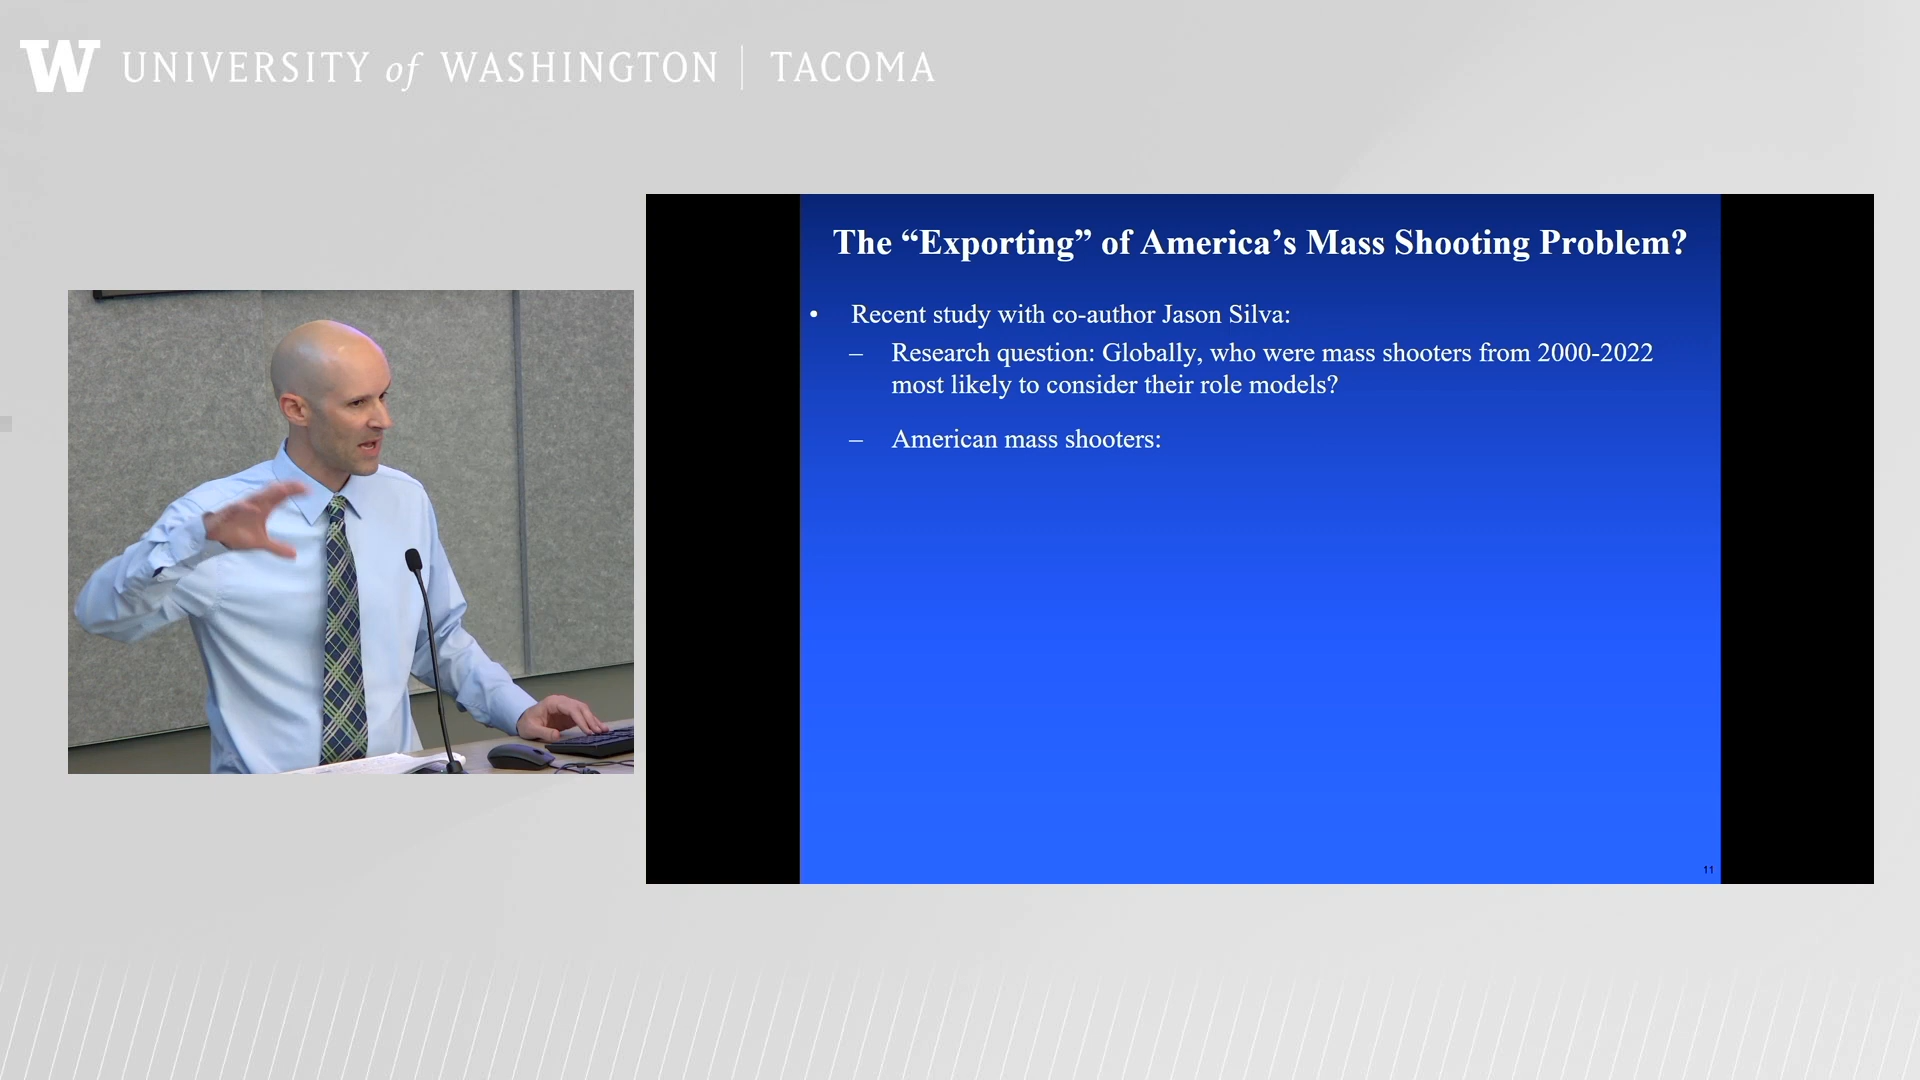 W UNIVERSITY of WASHINGTON | TACOMA
The “Exporting” of America’s Mass Shooting Problem?
• Recent study with co-author Jason Silva:
– Research question: Globally, who were mass shooters from 2000-2022
most likely to consider their role models?
– American mass shooters:
11